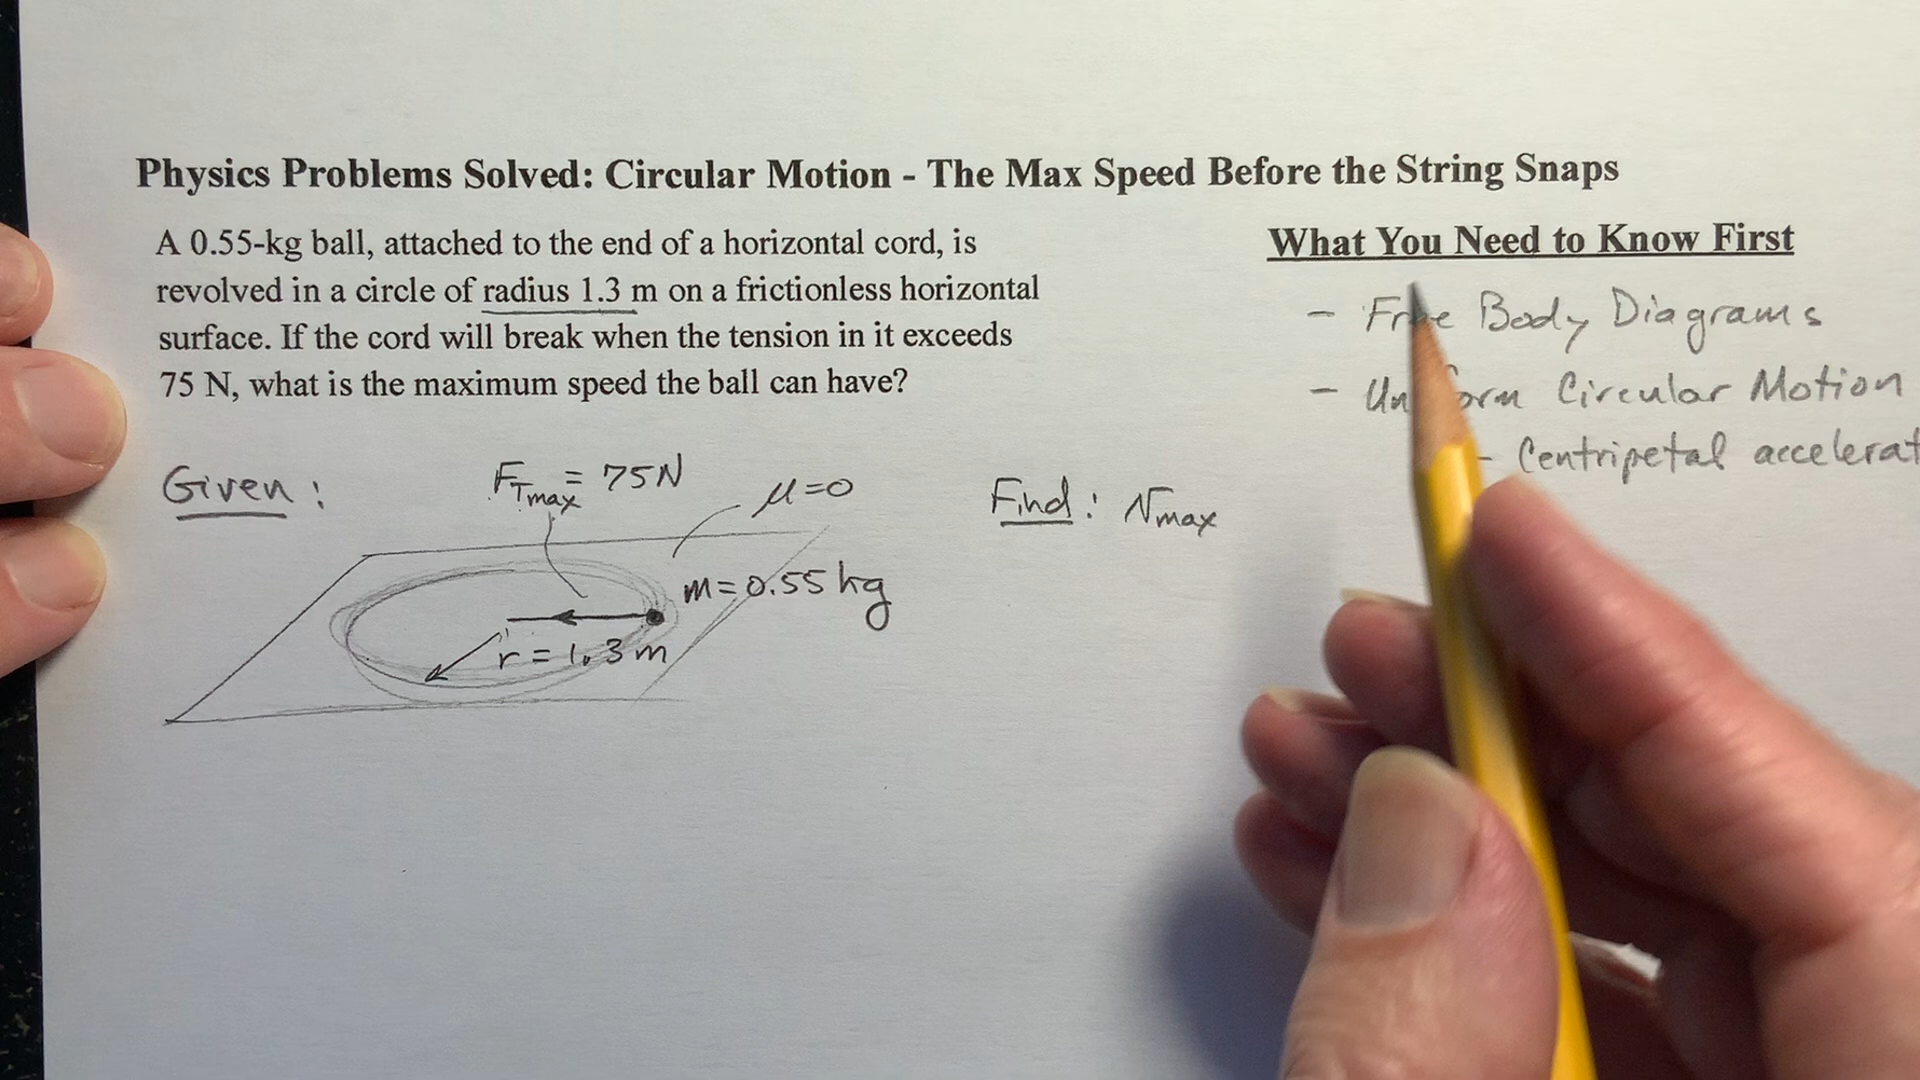 Physics Problems Solved: Circular Motion - The Max Speed Before the String Snaps
A 0.55-kg ball, attached to the end of a horizontal cord, is
revolved in a circle of radius 1.3 m on a frictionless horizontal
surface. If the cord will break when the tension in it exceeds
75 N, what is the maximum speed the ball can have?
What You Need to Know First
- Free Body Diagrams
- Circular Motion
- Centripetal
Given:
FTmax = 75N
μ=0
m=0.55 kg
r = 1.3 m
Find: vmax